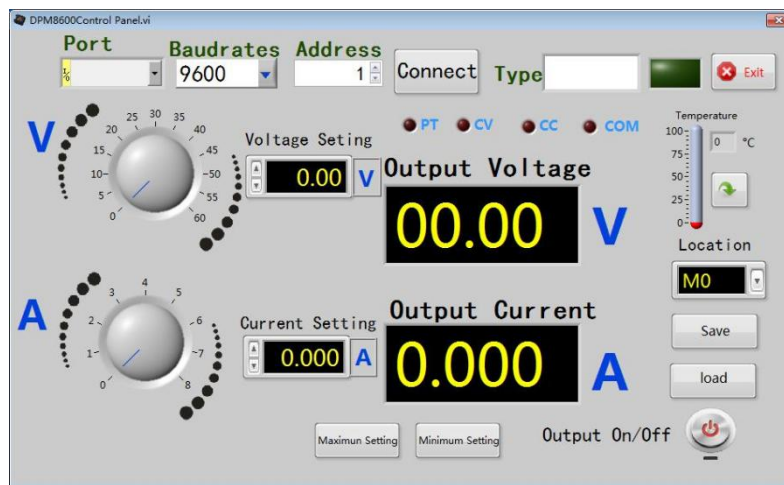 DPM8600Control Panel.vi
Port
Baudrates
Address
9600
1
Connect
Type
Exit
PT
CV
CC
COM
Temperature
100-
75-
50-
25-
0-
0
°C
V
0
5
10
15
20
25
30
35
40
45
50
55
60
Voltage Seting
0.00
V
Output Voltage
00.00
V
Location
M0
A
0
1
2
3
4
5
6
7
8
Current Setting
0.000
A
Output Current
0.000
A
Save
load
Maximun Setting
Minimum Setting
Output On/Off